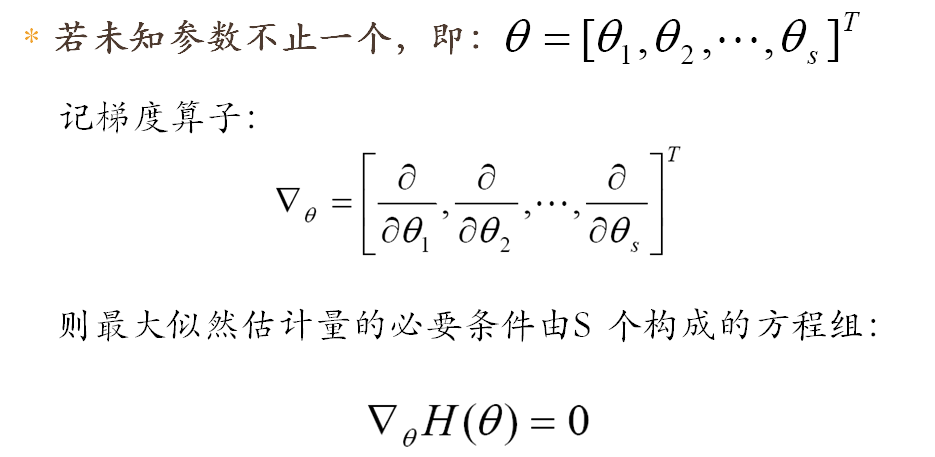 * 若未知参数不止一个，即：θ = [θ₁,θ₂,⋯,θₛ]ᵀ
记梯度算子：
∇_θ = [∂/∂θ₁, ∂/∂θ₂, ⋯, ∂/∂θₛ]ᵀ
则最大似然估计量的必要条件由S 个构成的方程组：
∇_θ H(θ) = 0